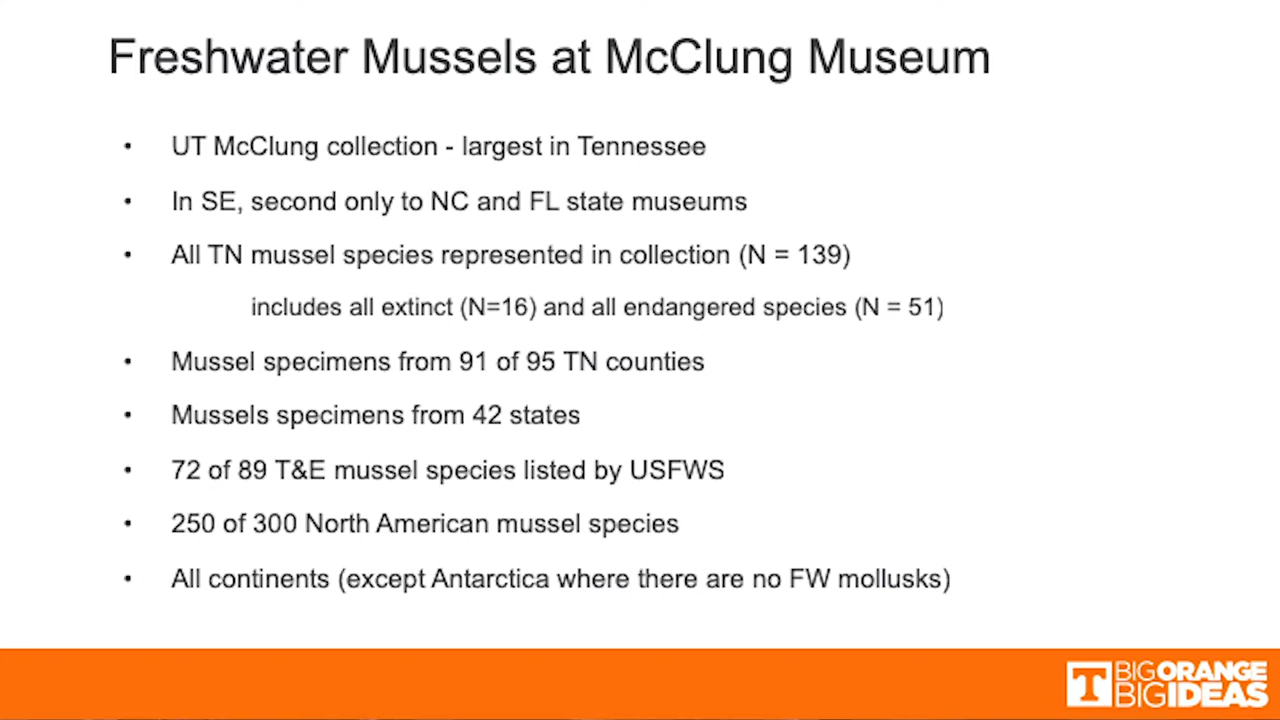 Freshwater Mussels at McClung Museum
• UT McClung collection - largest in Tennessee
• In SE, second only to NC and FL state museums
• All TN mussel species represented in collection (N = 139)
includes all extinct (N=16) and all endangered species (N = 51)
• Mussel specimens from 91 of 95 TN counties
• Mussels specimens from 42 states
• 72 of 89 T&E mussel species listed by USFWS
• 250 of 300 North American mussel species
• All continents (except Antarctica where there are no FW mollusks)
T BIGORANGE
BIGIDEAS